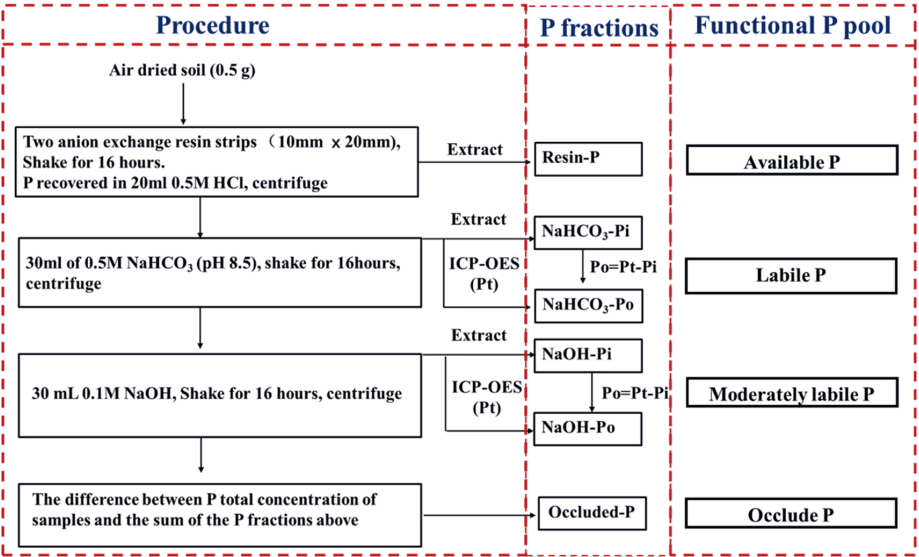 Procedure
P fractions
Functional P pool
Air dried soil (0.5 g)
Two anion exchange resin strips （10mm x 20mm),
Shake for 16 hours.
P recovered in 20ml 0.5M HCl, centrifuge
Extract
Resin-P
Available P
30ml of 0.5M NaHCO₃ (pH 8.5), shake for 16hours,
centrifuge
Extract
ICP-OES
(Pt)
NaHCO₃-Pi
Po=Pt-Pi
NaHCO₃-Po
Labile P
30 mL 0.1M NaOH, Shake for 16 hours, centrifuge
Extract
ICP-OES
(Pt)
NaOH-Pi
Po=Pt-Pi
NaOH-Po
Moderately labile P
The difference between P total concentration of
samples and the sum of the P fractions above
Occluded-P
Occlude P